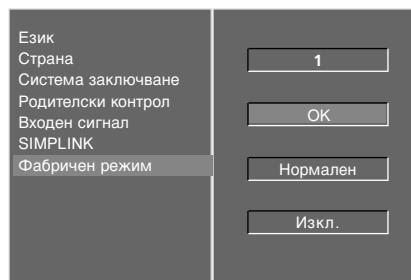 Език
Страна
Система заключване
Родителски контрол
Входен сигнал
SIMPLINK
Фабричен режим
1
OK
Нормален
Изкл.